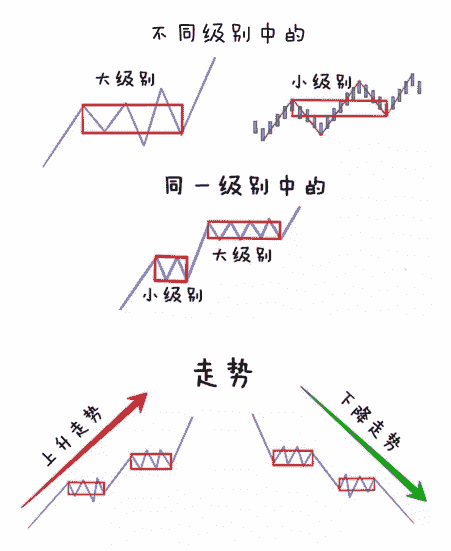 不同级别中的
大级别
小级别
同一级别中的
大级别
小级别
走势
上升走势
下降走势